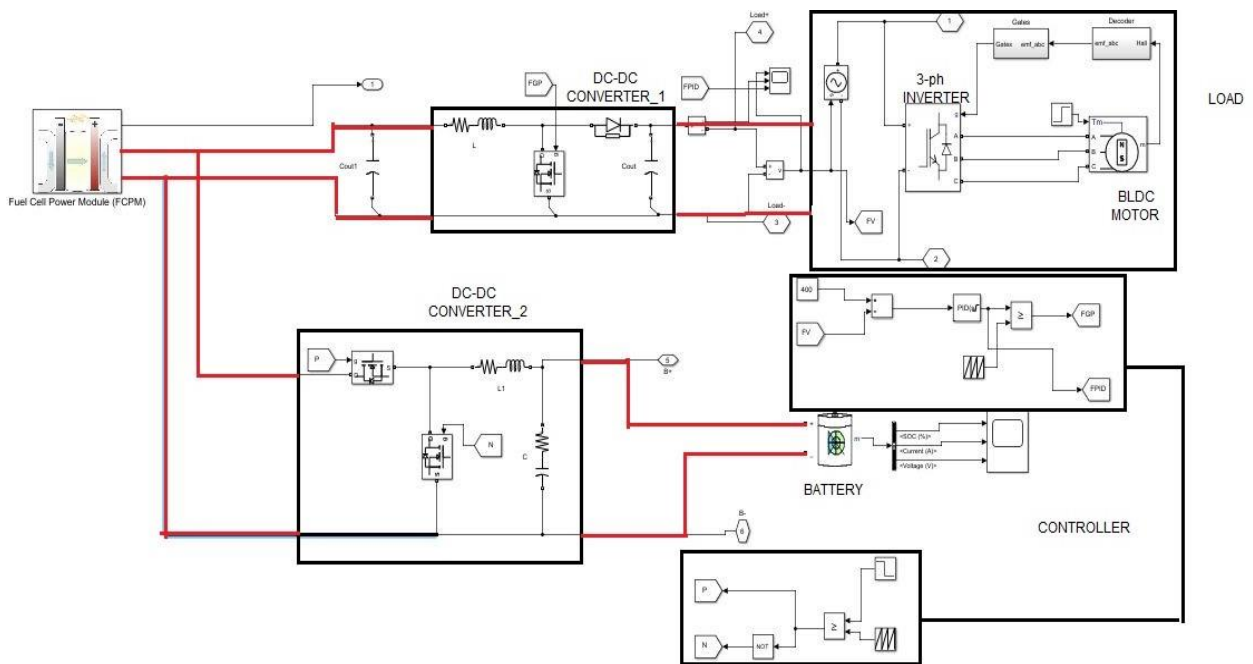 Load+
4
1
Gates
Decoder
Gates
emf_abc
emf_abc
Hall
FGP
DC-DC
CONVERTER_1
FPID
3-ph
INVERTER
LOAD
1
L
Cout1
Cout
g
A
B
C
Tm
A
B
C
m
N
S
BLDC
MOTOR
Fuel Cell Power Module (FCPM)
v
Load-
3
FV
2
DC-DC
CONVERTER_2
400
PID(s)
≥
FGP
FV
FPID
P
S
L1
5
B+
N
C
m
<SOC (%)>
<Current (A)>
<Voltage (V)>
BATTERY
B-
6
CONTROLLER
P
≥
N
NOT